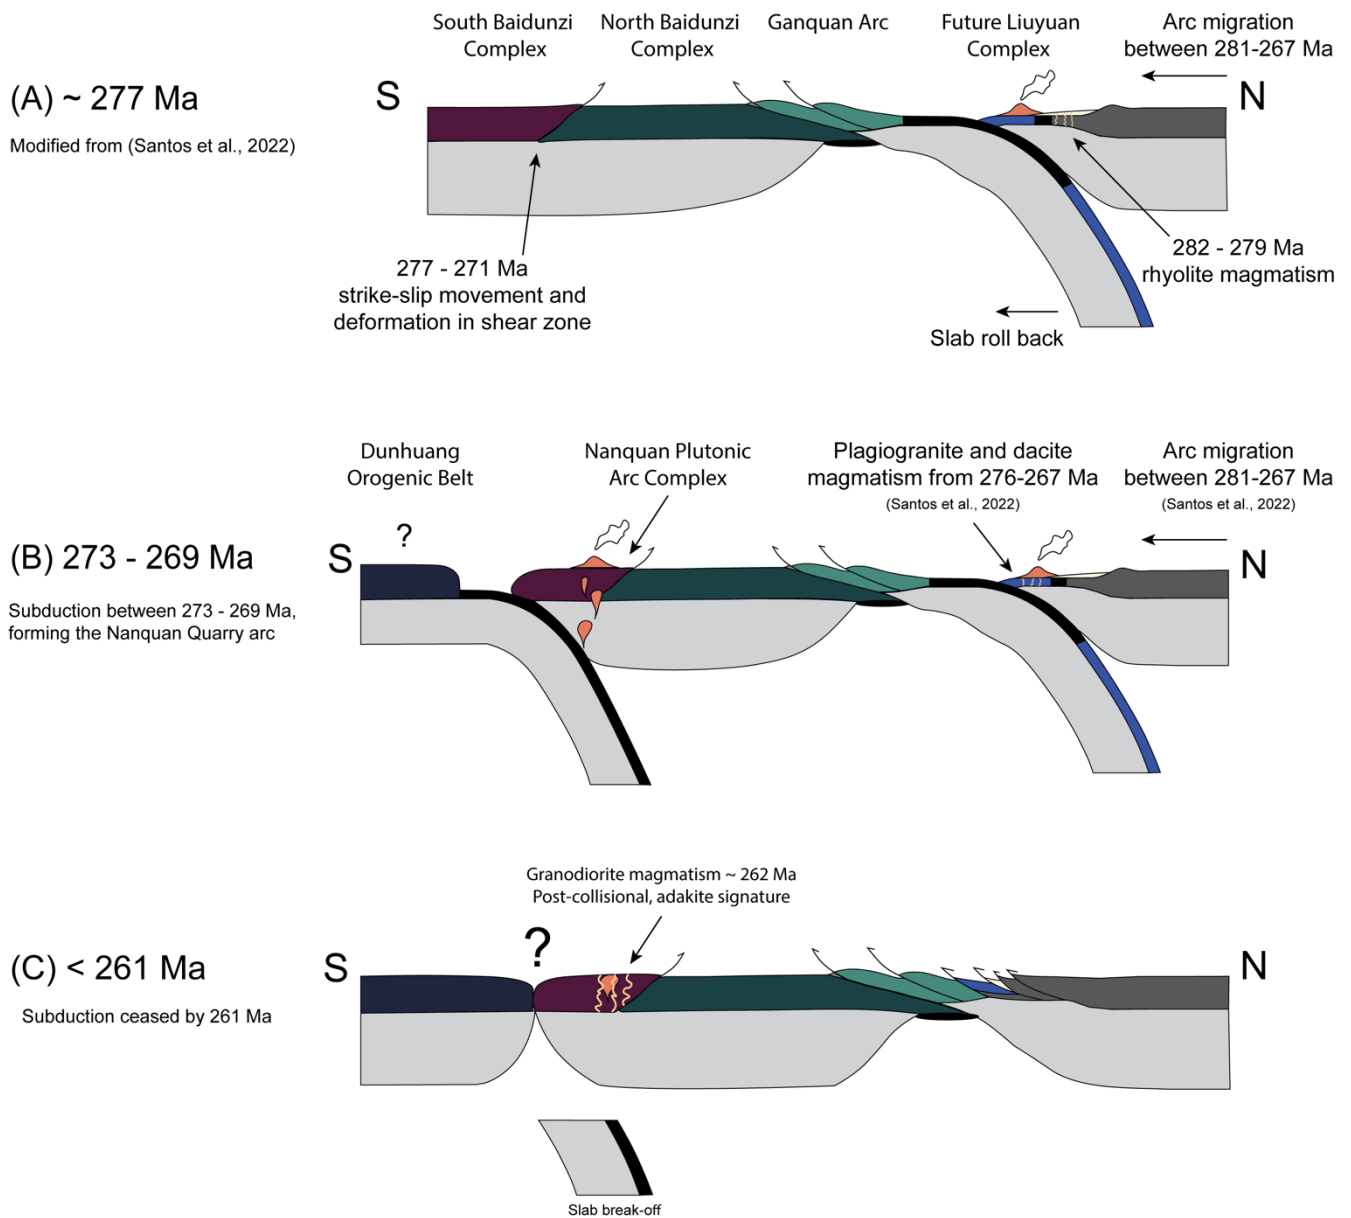 South Baidunzi
Complex
North Baidunzi
Complex
Ganquan Arc
Future Liuyuan
Complex
Arc migration
between 281-267 Ma
(A) ~ 277 Ma
Modified from (Santos et al., 2022)
S
N
277 - 271 Ma
strike-slip movement and
deformation in shear zone
282 - 279 Ma
rhyolite magmatism
Slab roll back
Dunhuang
Orogenic Belt
Nanquan Plutonic
Arc Complex
Plagiogranite and dacite
magmatism from 276-267 Ma
(Santos et al., 2022)
Arc migration
between 281-267 Ma
(Santos et al., 2022)
(B) 273 - 269 Ma
Subduction between 273 - 269 Ma,
forming the Nanquan Quarry arc
?
S
N
Granodiorite magmatism ~ 262 Ma
Post-collisional, adakite signature
(C) < 261 Ma
Subduction ceased by 261 Ma
S
?
N
Slab break-off